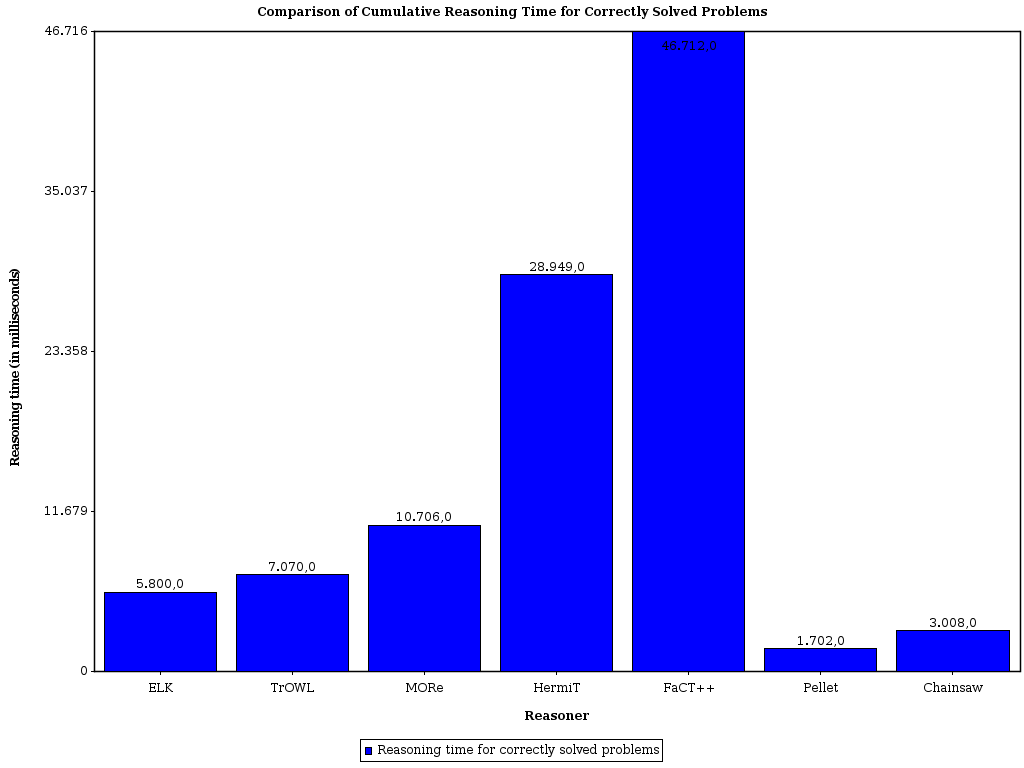 Comparison of Cumulative Reasoning Time for Correctly Solved Problems
46.716
35.037
23.358
11.679
0
Reasoning time (in milliseconds)
5.800,0
7.070,0
10.706,0
28.949,0
46.712,0
1.702,0
3.008,0
ELK
TrOWL
MORe
HermiT
FaCT++
Pellet
Chainsaw
Reasoner
Reasoning time for correctly solved problems